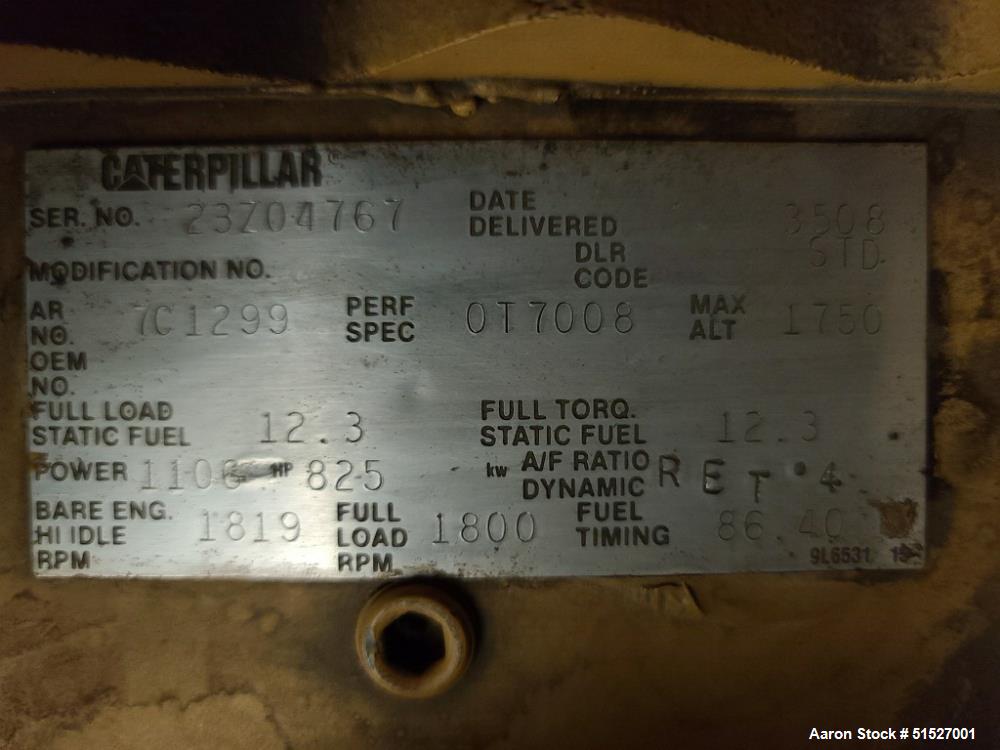 CATERPILLAR®
SER. NO. 23Z04767 DATE DELIVERED 3508
MODIFICATION NO. DLR CODE STD
AR NO. 7C1299 PERF SPEC 0T7008 MAX ALT 1750
OEM NO.
FULL LOAD STATIC FUEL 12.3 FULL TORQ. STATIC FUEL 12.3
POWER HP 825 kw A/F RATIO DYNAMIC RET 4
BARE ENG. HI IDLE RPM 1819 FULL LOAD RPM 1800 FUEL TIMING 86.40
9L6531
Aaron Stock # 51527001